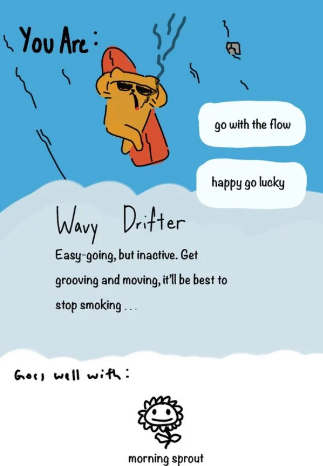 You Are:
go with the flow
happy go lucky
Wavy Drifter
Easy-going, but inactive. Get
grooving and moving, it'll be best to
stop smoking ...
Goes well with:
morning sprout